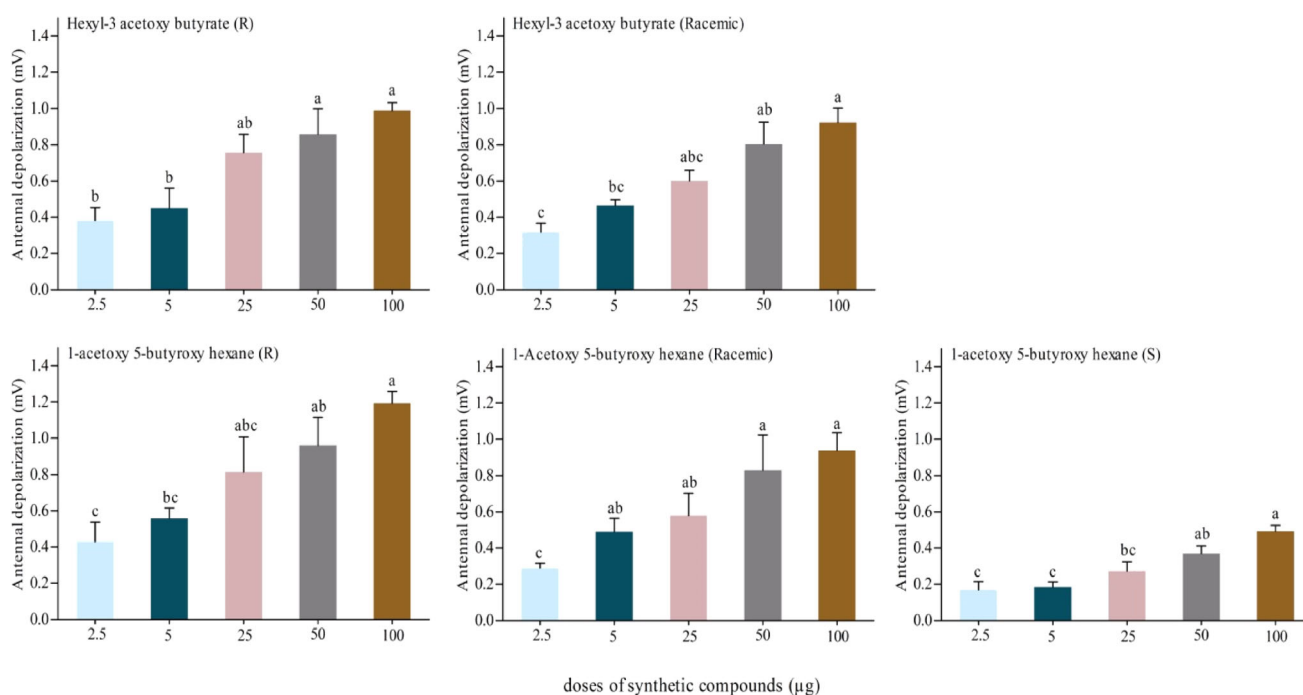 Hexyl-3 acetoxy butyrate (R)
Antennal depolarization (mV)
1.4
1.2
1.0
0.8
0.6
0.4
0.2
0.0
b
b
ab
a
a
2.5
5
25
50
100
Hexyl-3 acetoxy butyrate (Racemic)
Antennal depolarization (mV)
1.4
1.2
1.0
0.8
0.6
0.4
0.2
0.0
c
bc
abc
ab
a
2.5
5
25
50
100
1-acetoxy 5-butyroxy hexane (R)
Antennal depolarization (mV)
1.4
1.2
1.0
0.8
0.6
0.4
0.2
0.0
c
bc
abc
ab
a
2.5
5
25
50
100
1-Acetoxy 5-butyroxy hexane (Racemic)
Antennal depolarization (mV)
1.4
1.2
1.0
0.8
0.6
0.4
0.2
0.0
c
ab
ab
a
a
2.5
5
25
50
100
1-acetoxy 5-butyroxy hexane (S)
Antennal depolarization (mV)
1.4
1.2
1.0
0.8
0.6
0.4
0.2
0.0
c
c
bc
ab
a
2.5
5
25
50
100
doses of synthetic compounds (µg)